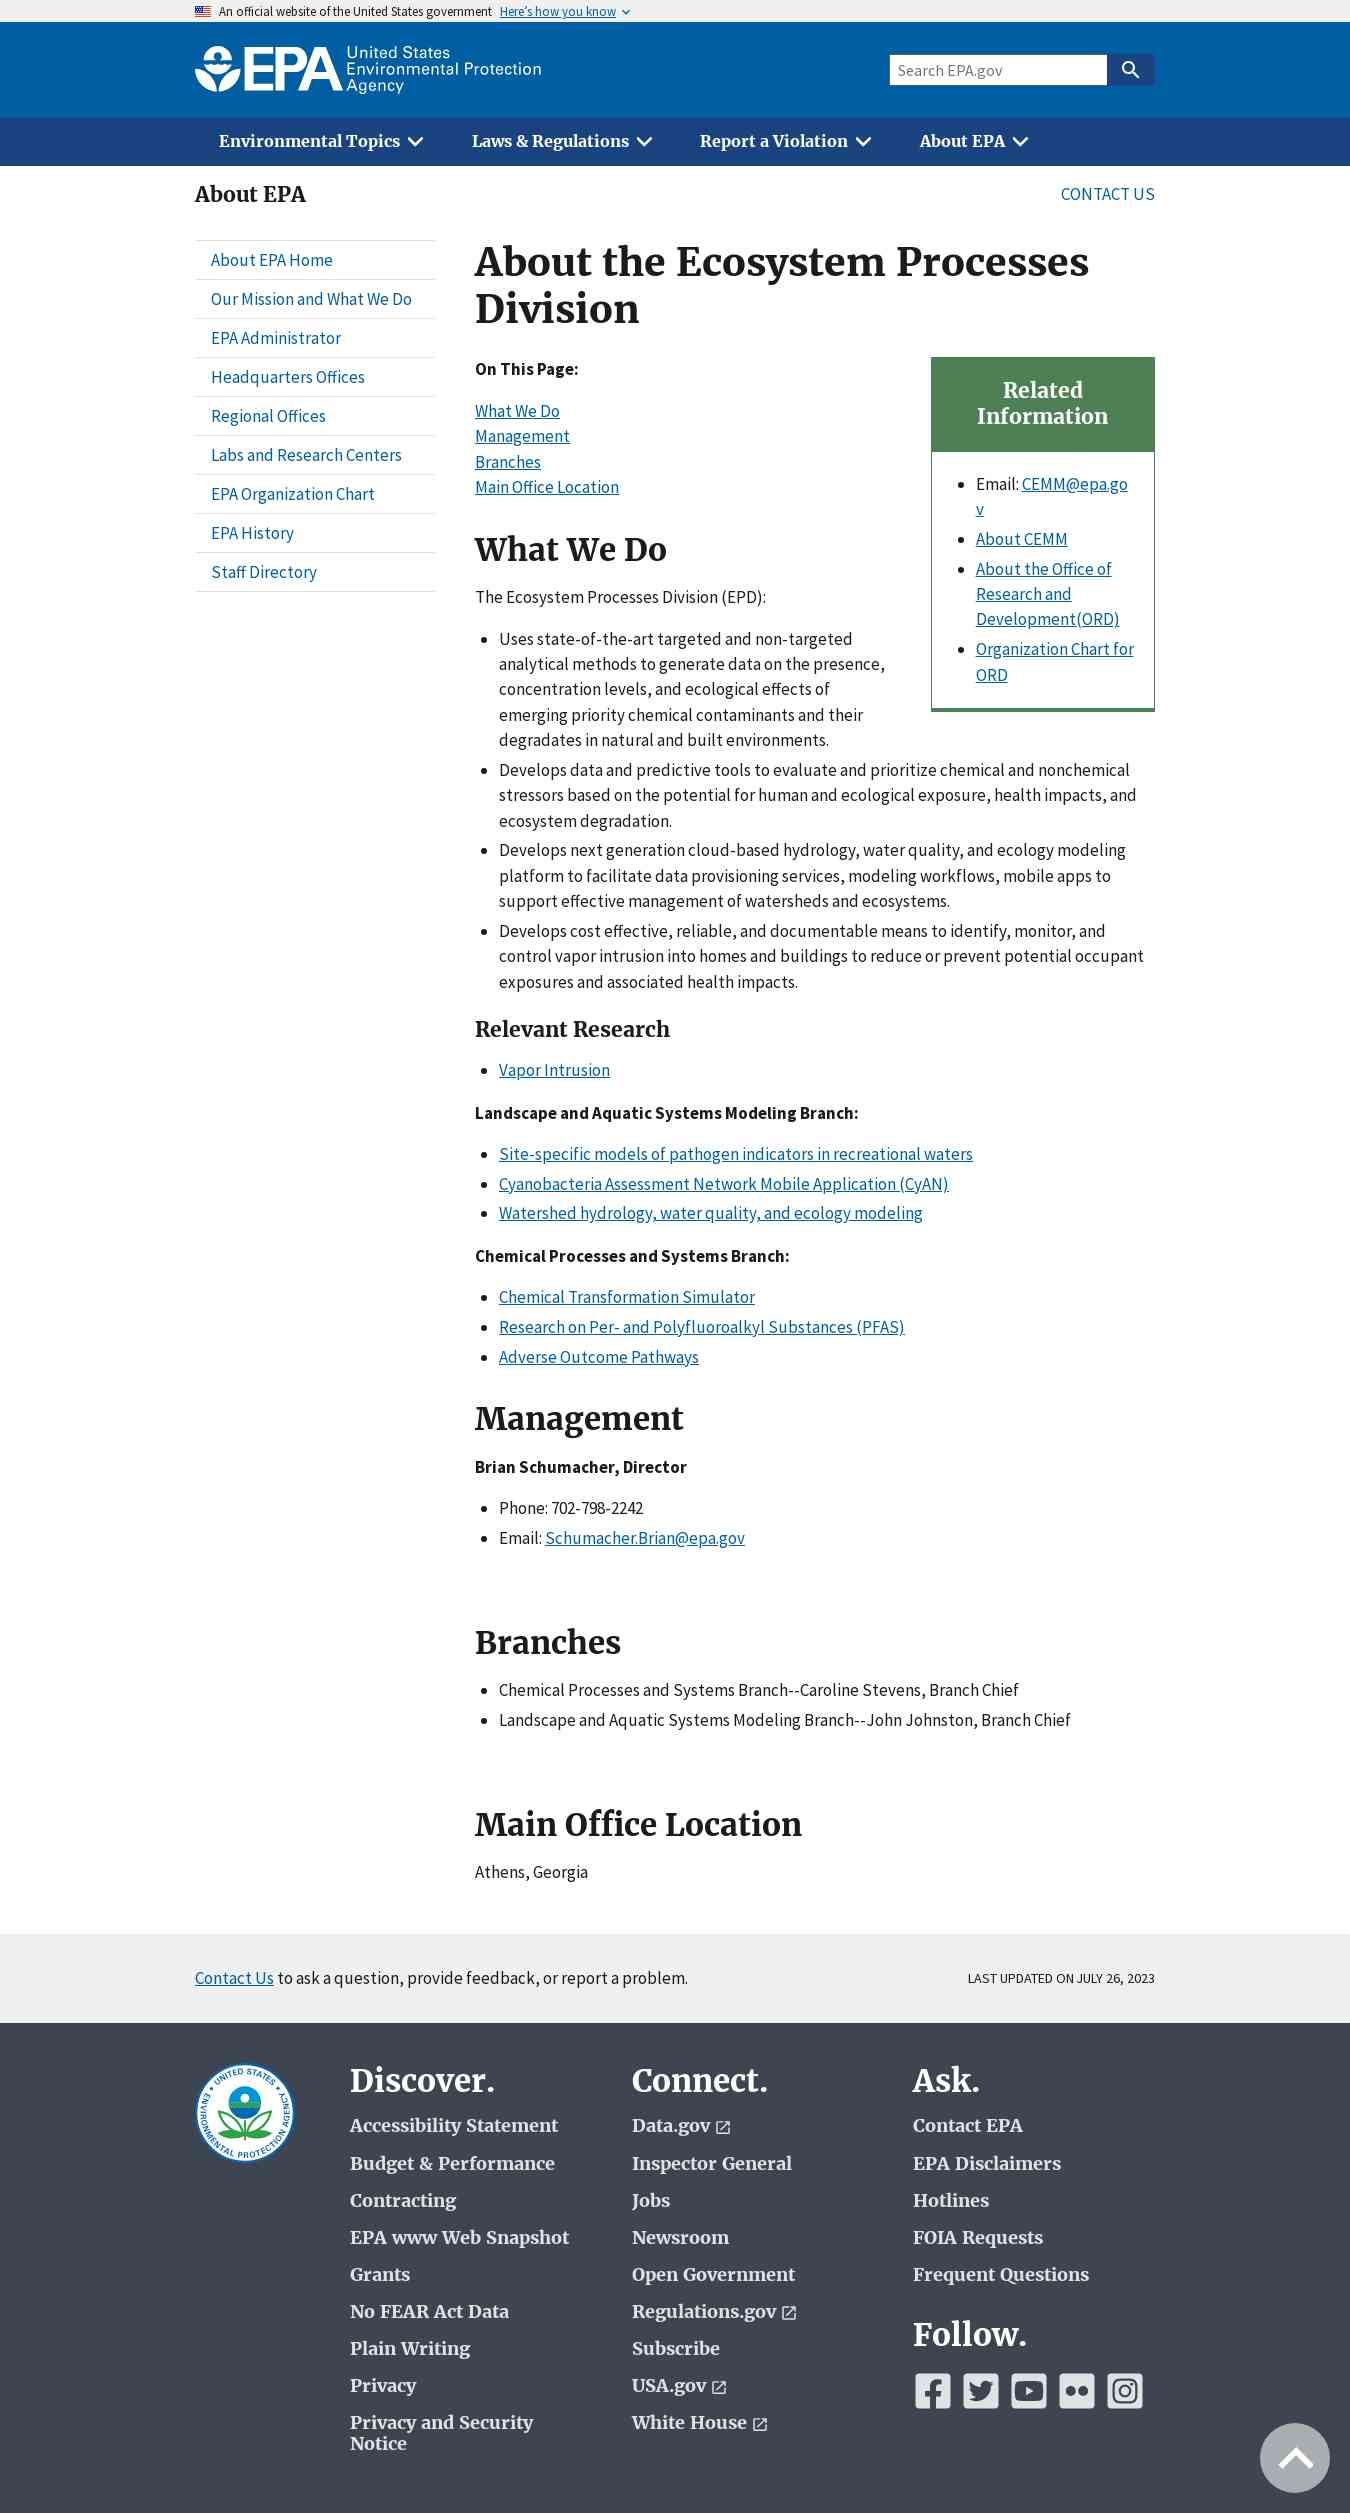 An official website of the United States government Here's how you know
EPA United States
Environmental Protection
Agency
Search EPA.gov
Environmental Topics
Laws & Regulations
Report a Violation
About EPA
About EPA
CONTACT US
About EPA Home
Our Mission and What We Do
EPA Administrator
Headquarters Offices
Regional Offices
Labs and Research Centers
EPA Organization Chart
EPA History
Staff Directory
About the Ecosystem Processes
Division
On This Page:
What We Do
Management
Branches
Main Office Location
Related
Information
Email: CEMM@epa.go
v
About CEMM
About the Office of
Research and
Development(ORD)
Organization Chart for
ORD
What We Do
The Ecosystem Processes Division (EPD):
Uses state-of-the-art targeted and non-targeted
analytical methods to generate data on the presence,
concentration levels, and ecological effects of
emerging priority chemical contaminants and their
degradates in natural and built environments.
Develops data and predictive tools to evaluate and prioritize chemical and nonchemical
stressors based on the potential for human and ecological exposure, health impacts, and
ecosystem degradation.
Develops next generation cloud-based hydrology, water quality, and ecology modeling
platform to facilitate data provisioning services, modeling workflows, mobile apps to
support effective management of watersheds and ecosystems.
Develops cost effective, reliable, and documentable means to identify, monitor, and
control vapor intrusion into homes and buildings to reduce or prevent potential occupant
exposures and associated health impacts.
Relevant Research
Vapor Intrusion
Landscape and Aquatic Systems Modeling Branch:
Site-specific models of pathogen indicators in recreational waters
Cyanobacteria Assessment Network Mobile Application (CyAN)
Watershed hydrology, water quality, and ecology modeling
Chemical Processes and Systems Branch:
Chemical Transformation Simulator
Research on Per- and Polyfluoroalkyl Substances (PFAS)
Adverse Outcome Pathways
Management
Brian Schumacher, Director
Phone: 702-798-2242
Email: Schumacher.Brian@epa.gov
Branches
Chemical Processes and Systems Branch--Caroline Stevens, Branch Chief
Landscape and Aquatic Systems Modeling Branch--John Johnston, Branch Chief
Main Office Location
Athens, Georgia
Contact Us to ask a question, provide feedback, or report a problem.
LAST UPDATED ON JULY 26, 2023
UNITED STATES
ENVIRONMENTAL PROTECTION AGENCY
Discover.
Accessibility Statement
Budget & Performance
Contracting
EPA www Web Snapshot
Grants
No FEAR Act Data
Plain Writing
Privacy
Privacy and Security
Notice
Connect.
Data.gov
Inspector General
Jobs
Newsroom
Open Government
Regulations.gov
Subscribe
USA.gov
White House
Ask.
Contact EPA
EPA Disclaimers
Hotlines
FOIA Requests
Frequent Questions
Follow.